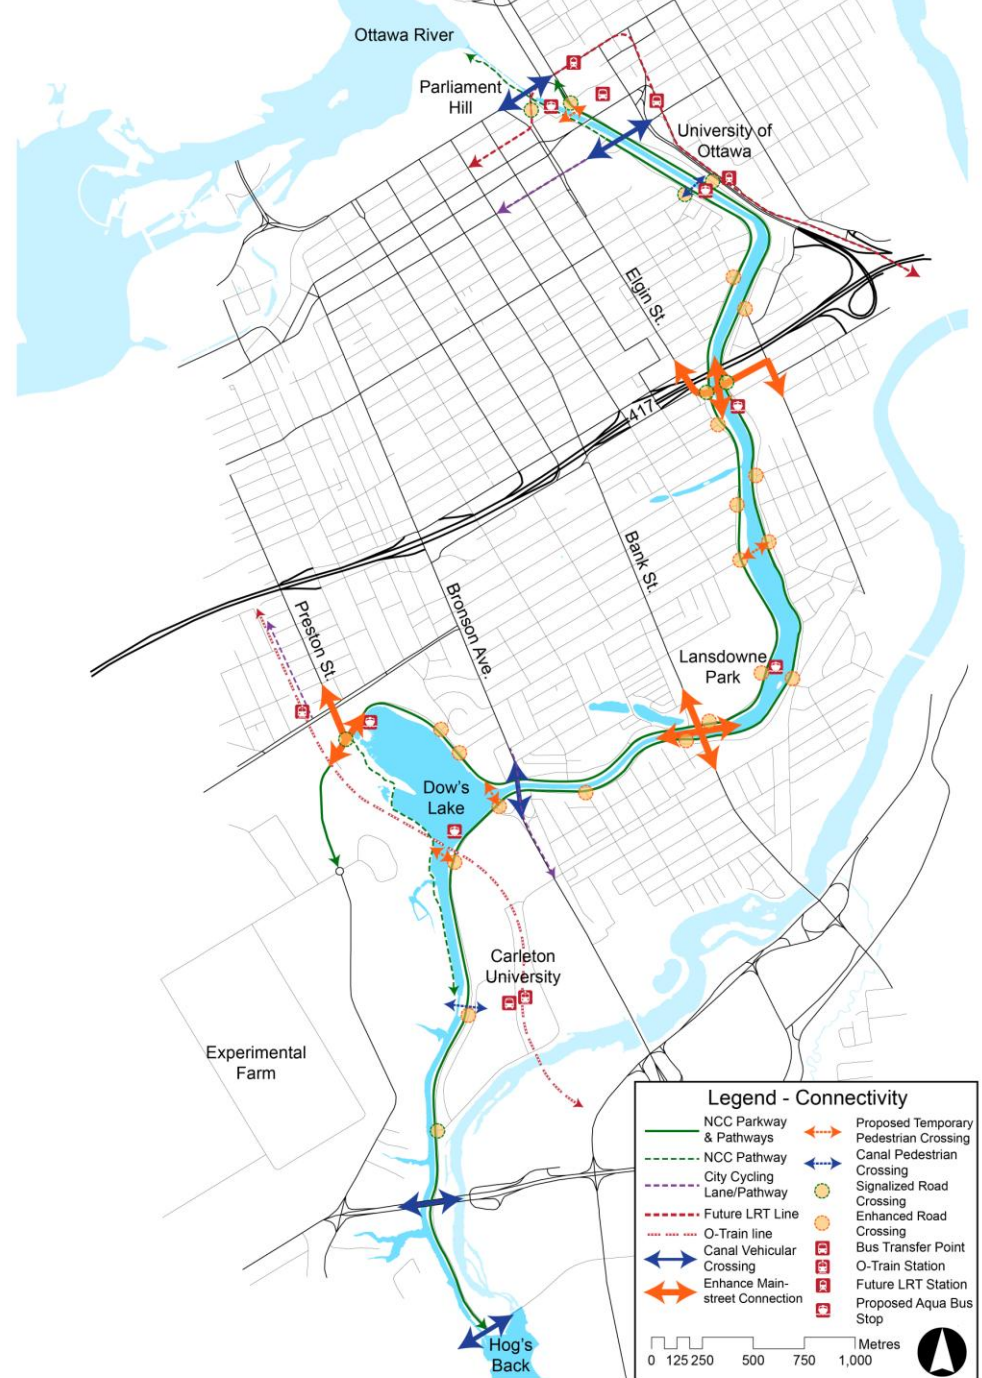 Ottawa River
Parliament
Hill
University of
Ottawa
Elgin St.
417
Bank St.
Bronson Ave.
Preston St.
Lansdowne
Park
Dow's
Lake
Carleton
University
Experimental
Farm
Hog's
Back
Legend - Connectivity
NCC Parkway
& Pathways
NCC Pathway
City Cycling
Lane/Pathway
Future LRT Line
O-Train line
Canal Vehicular
Crossing
Enhance Main-
street Connection
Proposed Temporary
Pedestrian Crossing
Canal Pedestrian
Crossing
Signalized Road
Crossing
Enhanced Road
Crossing
Bus Transfer Point
O-Train Station
Future LRT Station
Proposed Aqua Bus
Stop
Metres
0 125 250 500 750 1,000